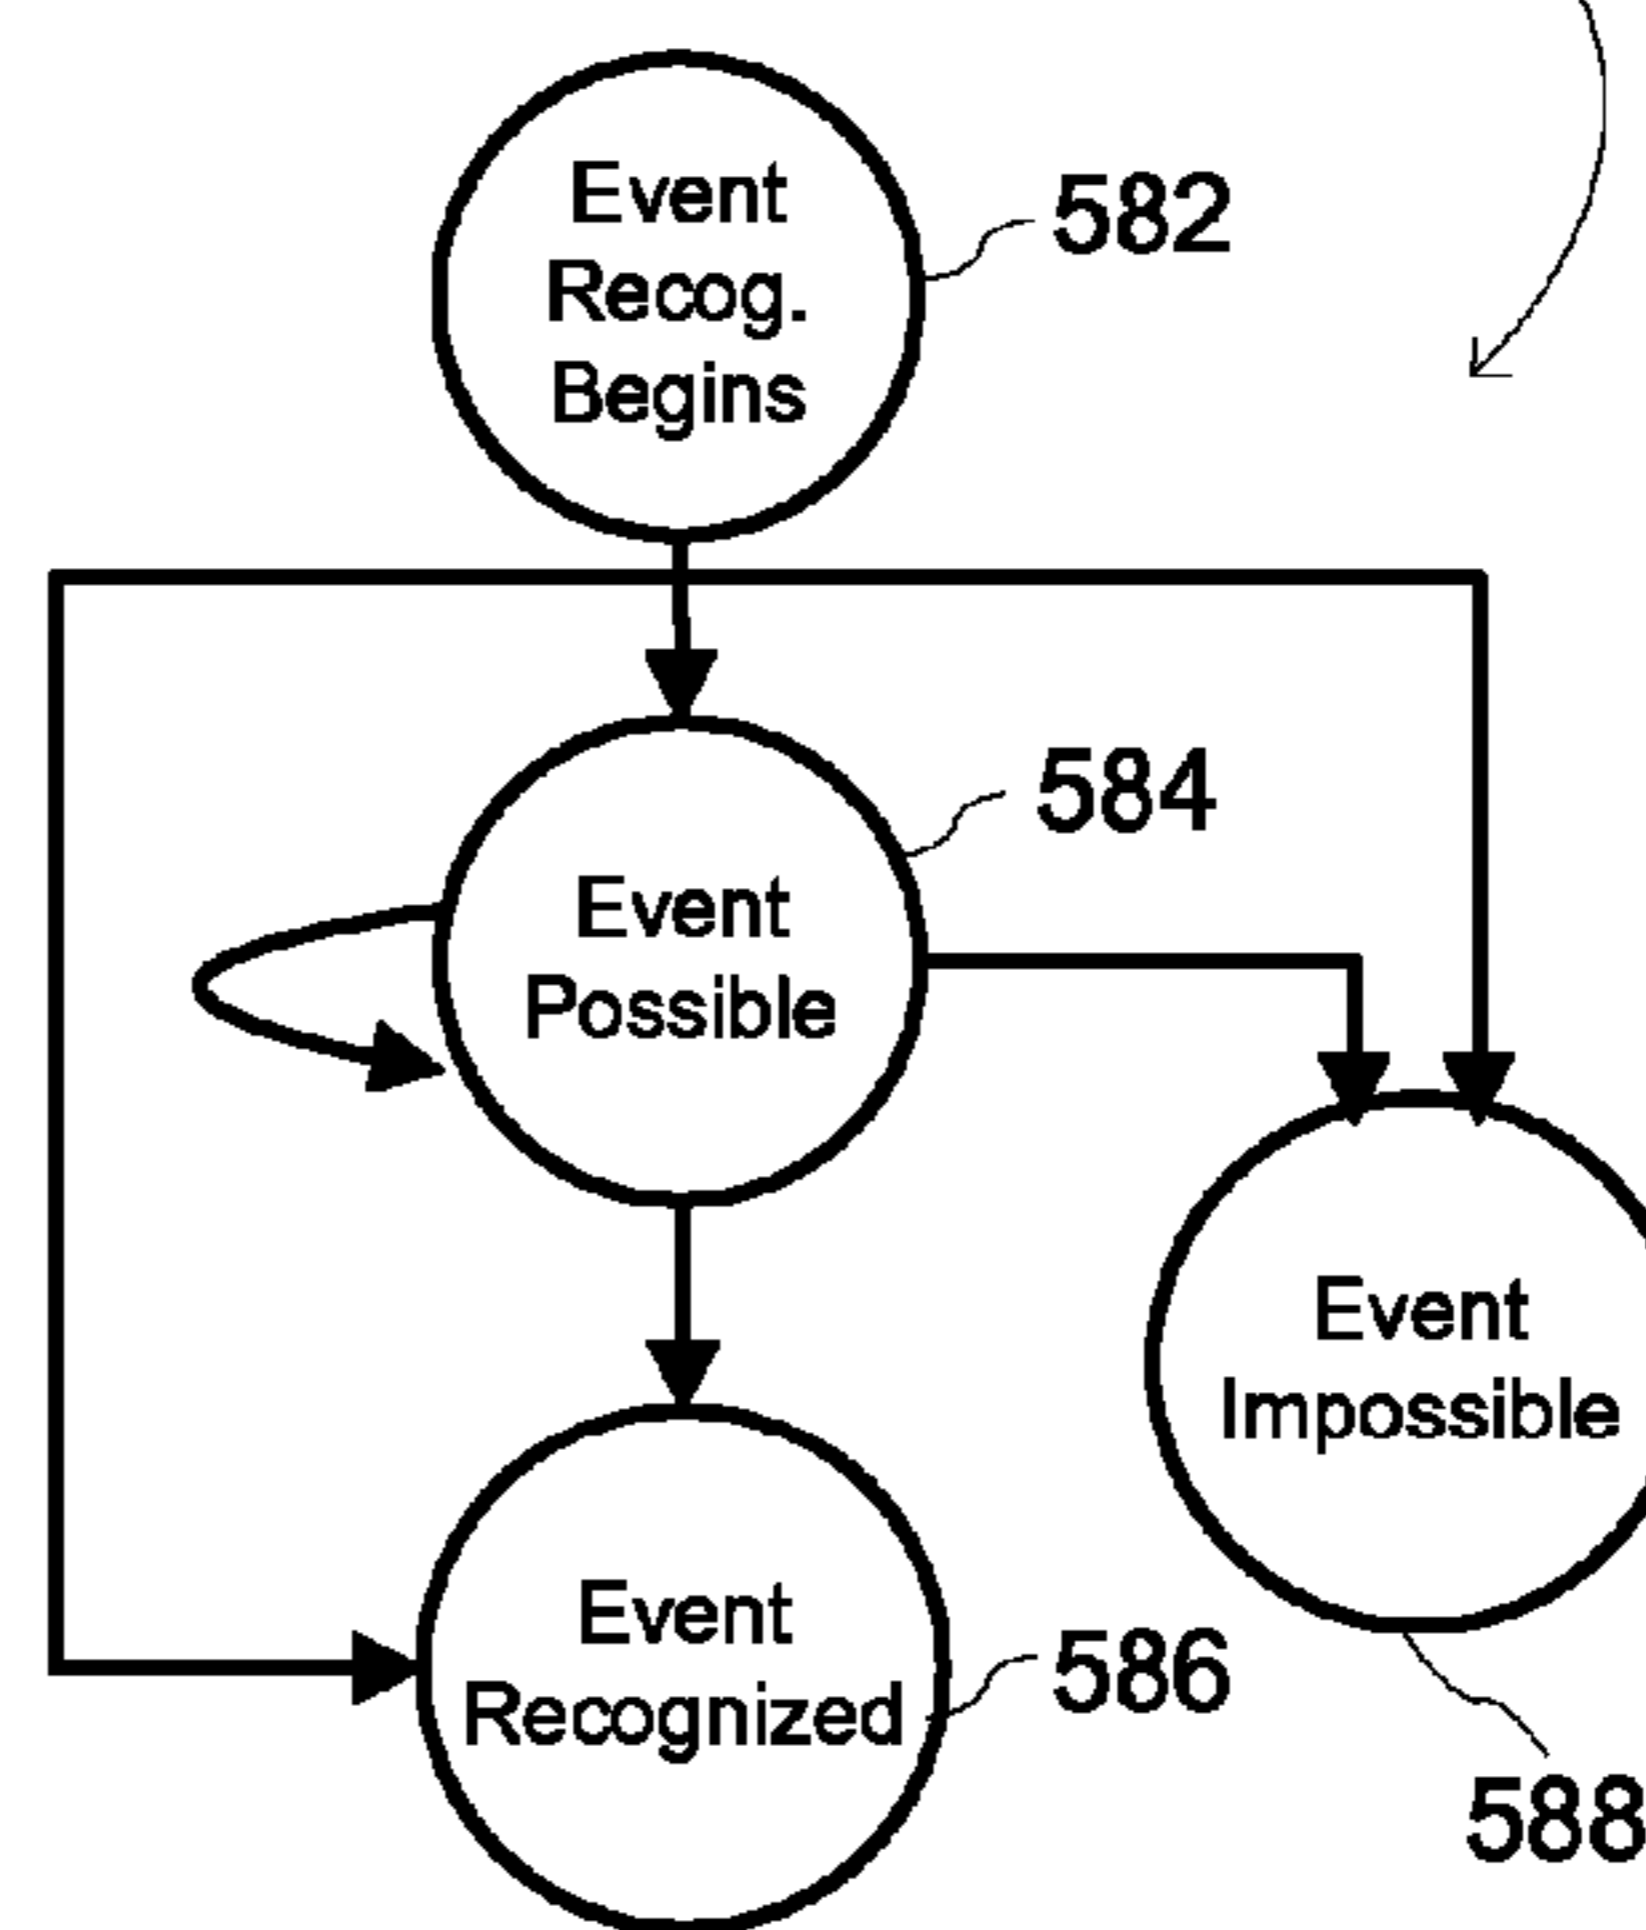 Event
Recog.
Begins
582
584
Event
Possible
Event
Impossible
Event
Recognized
586
588